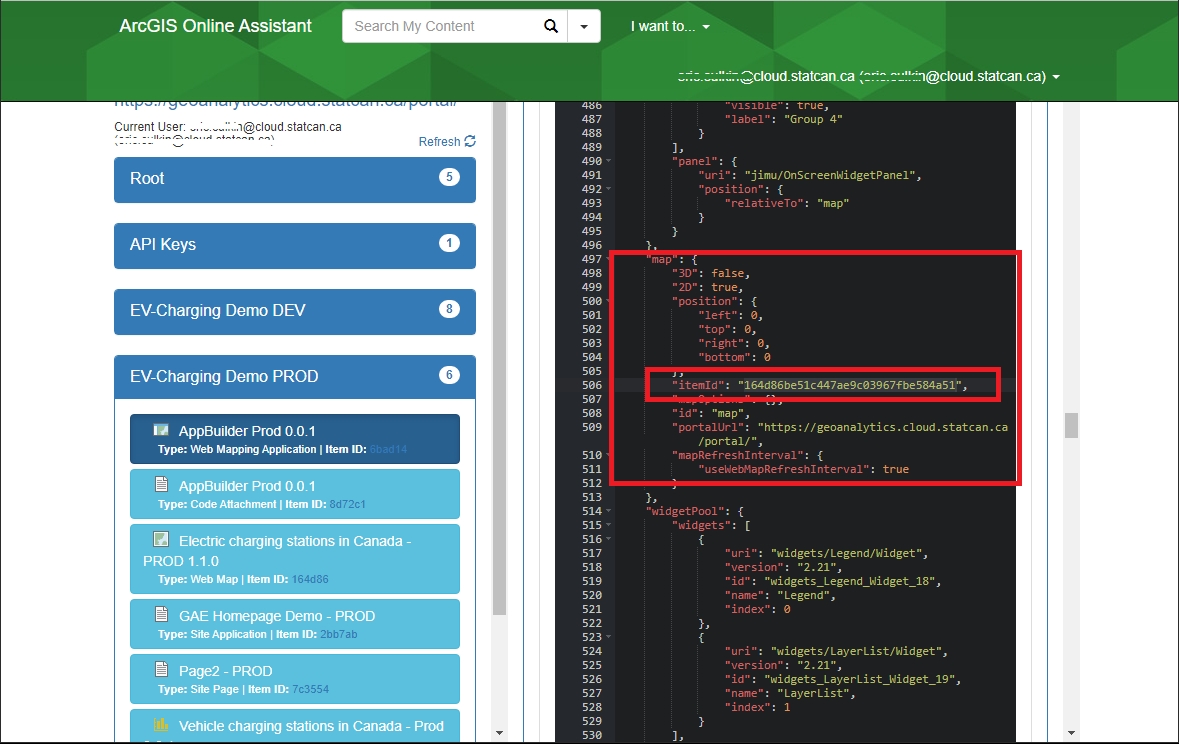 ArcGIS Online Assistant
Search My Content
I want to...
@cloud.statcan.ca (@cloud.statcan.ca)
https://geoanalytics.cloud.statcan.ca/portal/
Current User: @cloud.statcan.ca
@cloud.statcan.ca)
Refresh
Root 5
API Keys 1
EV-Charging Demo DEV 8
EV-Charging Demo PROD 6
AppBuilder Prod 0.0.1
Type: Web Mapping Application | Item ID: 6bad14
AppBuilder Prod 0.0.1
Type: Code Attachment | Item ID: 8d72c1
Electric charging stations in Canada -
PROD 1.1.0
Type: Web Map | Item ID: 164d86
GAE Homepage Demo - PROD
Type: Site Application | Item ID: 2bb7ab
Page2 - PROD
Type: Site Page | Item ID: 7c3554
Vehicle charging stations in Canada - Prod
486 "visible": true,
487 "label": "Group 4"
488 }
489 ],
490 "panel": {
491 "uri": "jimu/OnScreenWidgetPanel",
492 "position": {
493 "relativeTo": "map"
494 }
495 }
496 },
497 "map": {
498 "3D": false,
499 "2D": true,
500 "position": {
501 "left": 0,
502 "top": 0,
503 "right": 0,
504 "bottom": 0
505 },
506 "itemId": "164d86be51c447ae9c03967fbe584a51",
507 "mapOptions": {},
508 "id": "map",
509 "portalUrl": "https://geoanalytics.cloud.statcan.ca
/portal/",
510 "mapRefreshInterval": {
511 "useWebMapRefreshInterval": true
512 }
513 },
514 "widgetPool": {
515 "widgets": [
516 {
517 "uri": "widgets/Legend/Widget",
518 "version": "2.21",
519 "id": "widgets_Legend_Widget_18",
520 "name": "Legend",
521 "index": 0
522 },
523 {
524 "uri": "widgets/LayerList/Widget",
525 "version": "2.21",
526 "id": "widgets_LayerList_Widget_19",
527 "name": "LayerList",
528 "index": 1
529 }
530 ],